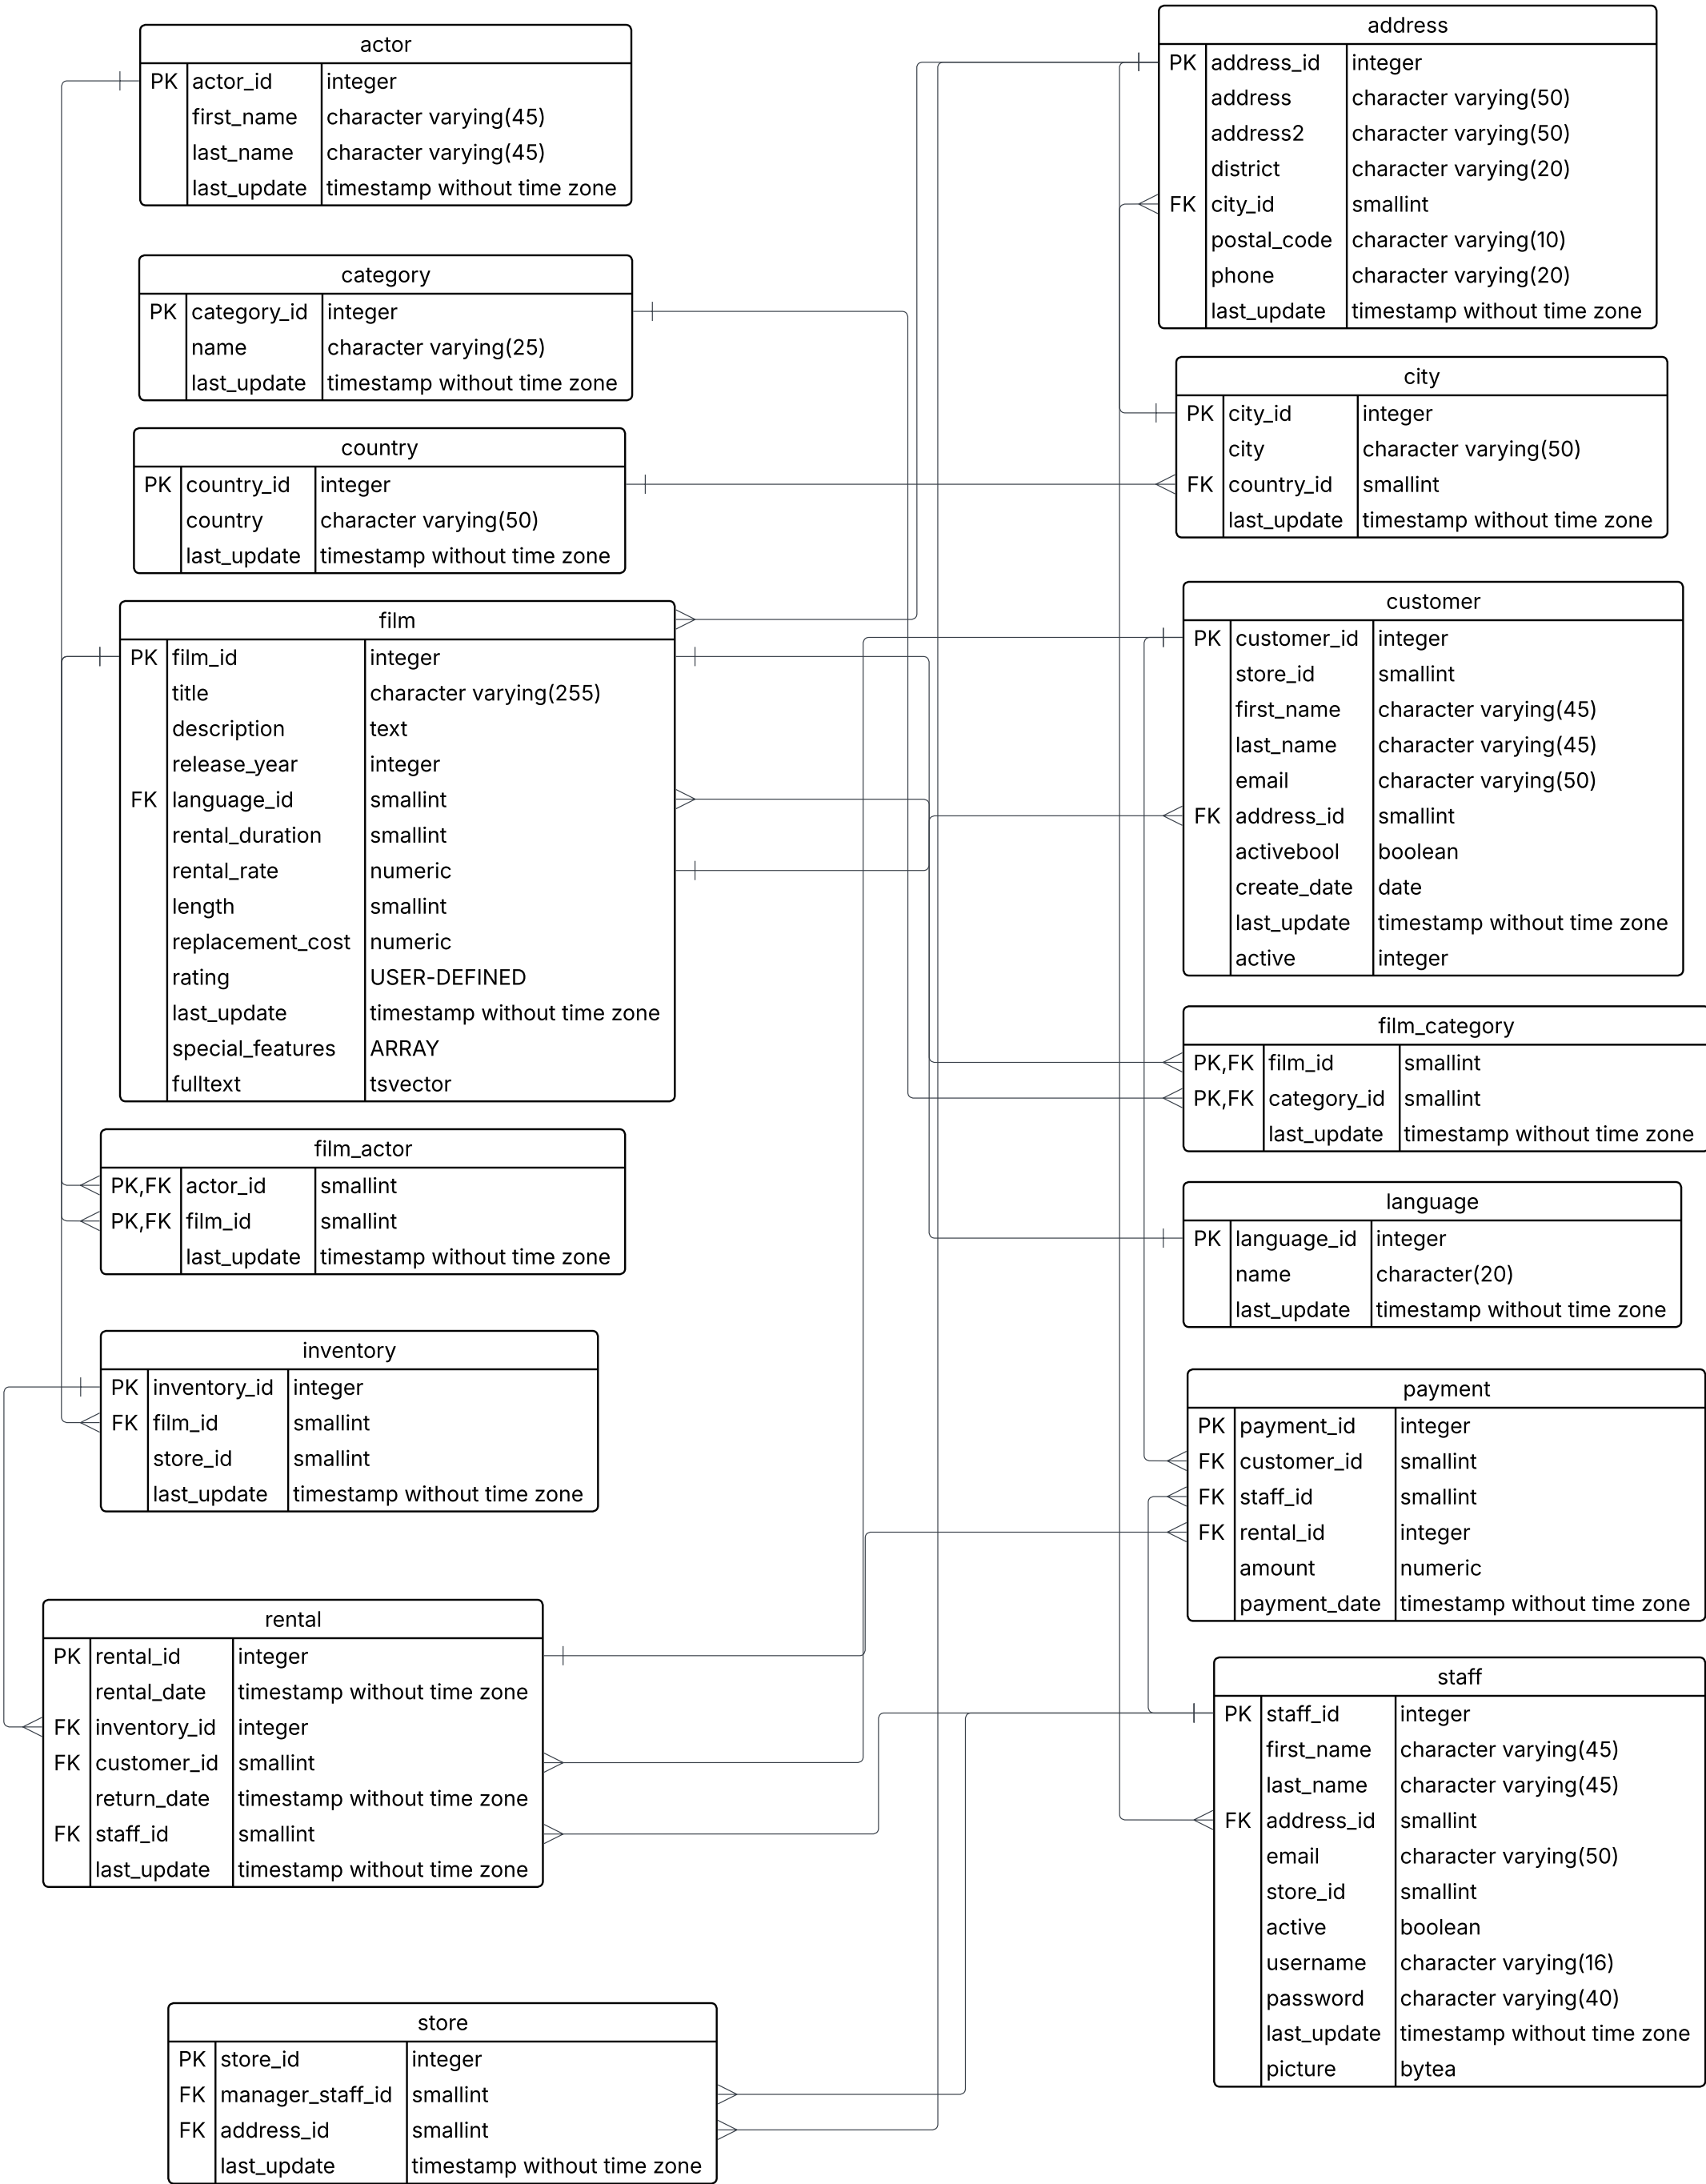 actor
PK actor_id integer
first_name character varying(45)
last_name character varying(45)
last_update timestamp without time zone
category
PK category_id integer
name character varying(25)
last_update timestamp without time zone
country
PK country_id integer
country character varying(50)
last_update timestamp without time zone
film
PK film_id integer
title character varying(255)
description text
release_year integer
FK language_id smallint
rental_duration smallint
rental_rate numeric
length smallint
replacement_cost numeric
rating USER-DEFINED
last_update timestamp without time zone
special_features ARRAY
fulltext tsvector
film_actor
PK,FK actor_id smallint
PK,FK film_id smallint
last_update timestamp without time zone
inventory
PK inventory_id integer
FK film_id smallint
store_id smallint
last_update timestamp without time zone
rental
PK rental_id integer
rental_date timestamp without time zone
FK inventory_id integer
FK customer_id smallint
return_date timestamp without time zone
FK staff_id smallint
last_update timestamp without time zone
store
PK store_id integer
FK manager_staff_id smallint
FK address_id smallint
last_update timestamp without time zone
address
PK address_id integer
address character varying(50)
address2 character varying(50)
district character varying(20)
FK city_id smallint
postal_code character varying(10)
phone character varying(20)
last_update timestamp without time zone
city
PK city_id integer
city character varying(50)
FK country_id smallint
last_update timestamp without time zone
customer
PK customer_id integer
store_id smallint
first_name character varying(45)
last_name character varying(45)
email character varying(50)
FK address_id smallint
activebool boolean
create_date date
last_update timestamp without time zone
active integer
film_category
PK,FK film_id smallint
PK,FK category_id smallint
last_update timestamp without time zone
language
PK language_id integer
name character(20)
last_update timestamp without time zone
payment
PK payment_id integer
FK customer_id smallint
FK staff_id smallint
FK rental_id integer
amount numeric
payment_date timestamp without time zone
staff
PK staff_id integer
first_name character varying(45)
last_name character varying(45)
FK address_id smallint
email character varying(50)
store_id smallint
active boolean
username character varying(16)
password character varying(40)
last_update timestamp without time zone
picture bytea